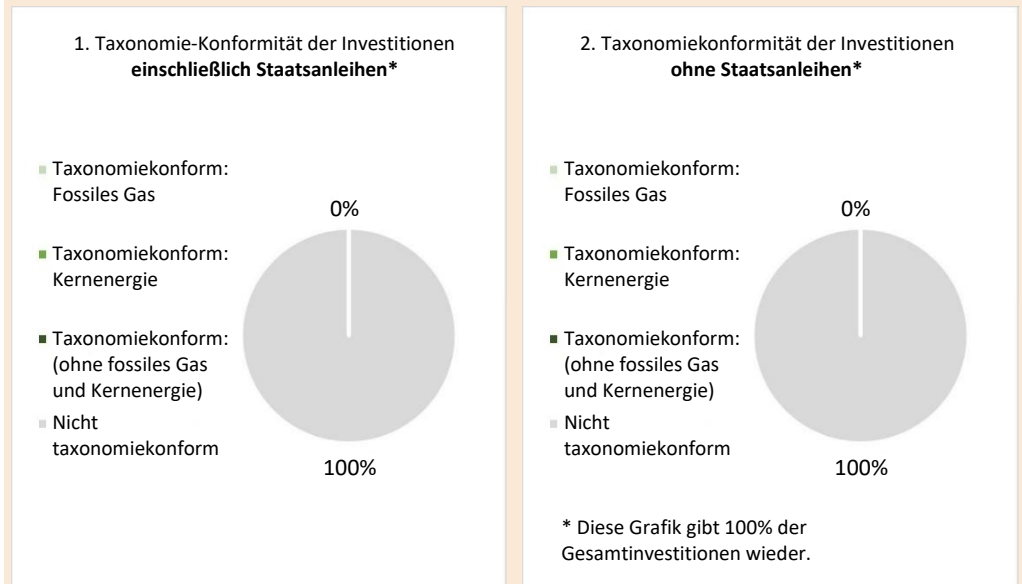 1. Taxonomie-Konformität der Investitionen
einschließlich Staatsanleihen*
Taxonomiekonform:
Fossiles Gas
Taxonomiekonform:
Kernenergie
Taxonomiekonform:
(ohne fossiles Gas
und Kernenergie)
Nicht
taxonomiekonform
0%
100%
2. Taxonomiekonformität der Investitionen
ohne Staatsanleihen*
Taxonomiekonform:
Fossiles Gas
Taxonomiekonform:
Kernenergie
Taxonomiekonform:
(ohne fossiles Gas
und Kernenergie)
Nicht
taxonomiekonform
0%
100%
* Diese Grafik gibt 100% der
Gesamtinvestitionen wieder.